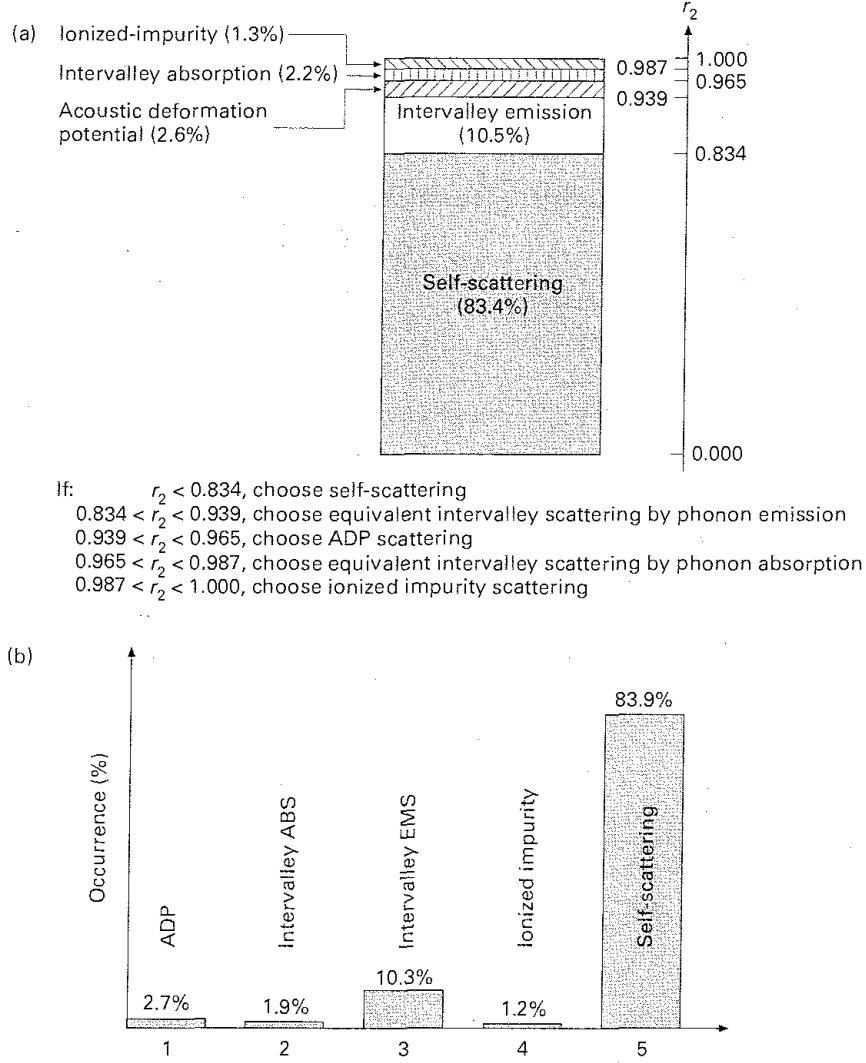 (a) Ionized-impurity (1.3%)
Intervalley absorption (2.2%)
Acoustic deformation
potential (2.6%)
r2
1.000
0.987
0.965
0.939
0.834
0.000
Intervalley emission
(10.5%)
Self-scattering
(83.4%)
If: r2 < 0.834, choose self-scattering
0.834 < r2 < 0.939, choose equivalent intervalley scattering by phonon emission
0.939 < r2 < 0.965, choose ADP scattering
0.965 < r2 < 0.987, choose equivalent intervalley scattering by phonon absorption
0.987 < r2 < 1.000, choose ionized impurity scattering
(b)
Occurrence (%)
ADP
Intervalley ABS
Intervalley EMS
Ionized impurity
Self-scattering
2.7%
1.9%
10.3%
1.2%
83.9%
1 2 3 4 5